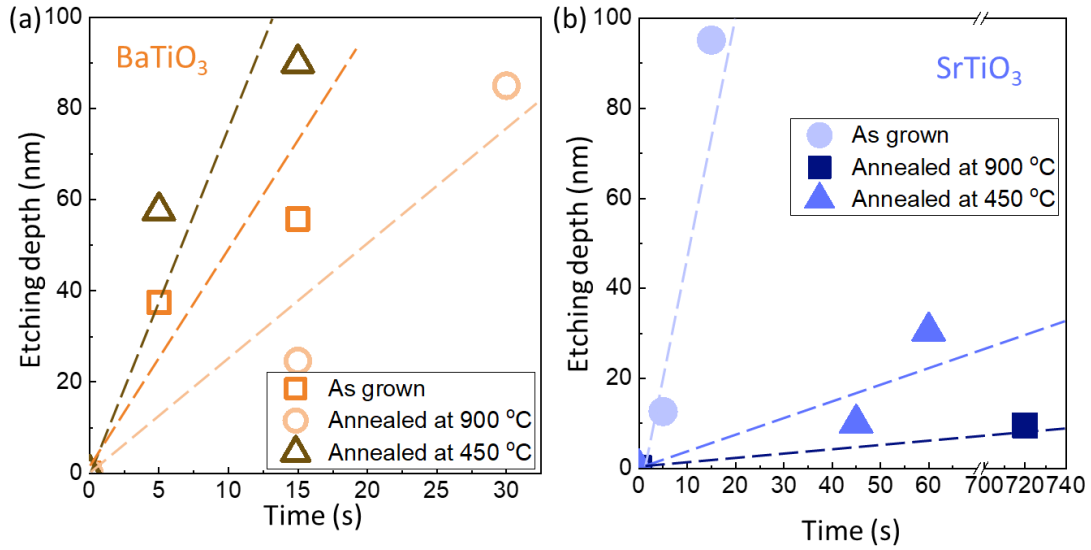 (a)
BaTiO₃
Etching depth (nm)
100
80
60
40
20
0
0 5 10 15 20 25 30
Time (s)
As grown
Annealed at 900 °C
Annealed at 450 °C
(b)
SrTiO₃
Etching depth (nm)
100
80
60
40
20
0
0 10 20 30 40 50 60 70 700 720 740
Time (s)
As grown
Annealed at 900 °C
Annealed at 450 °C